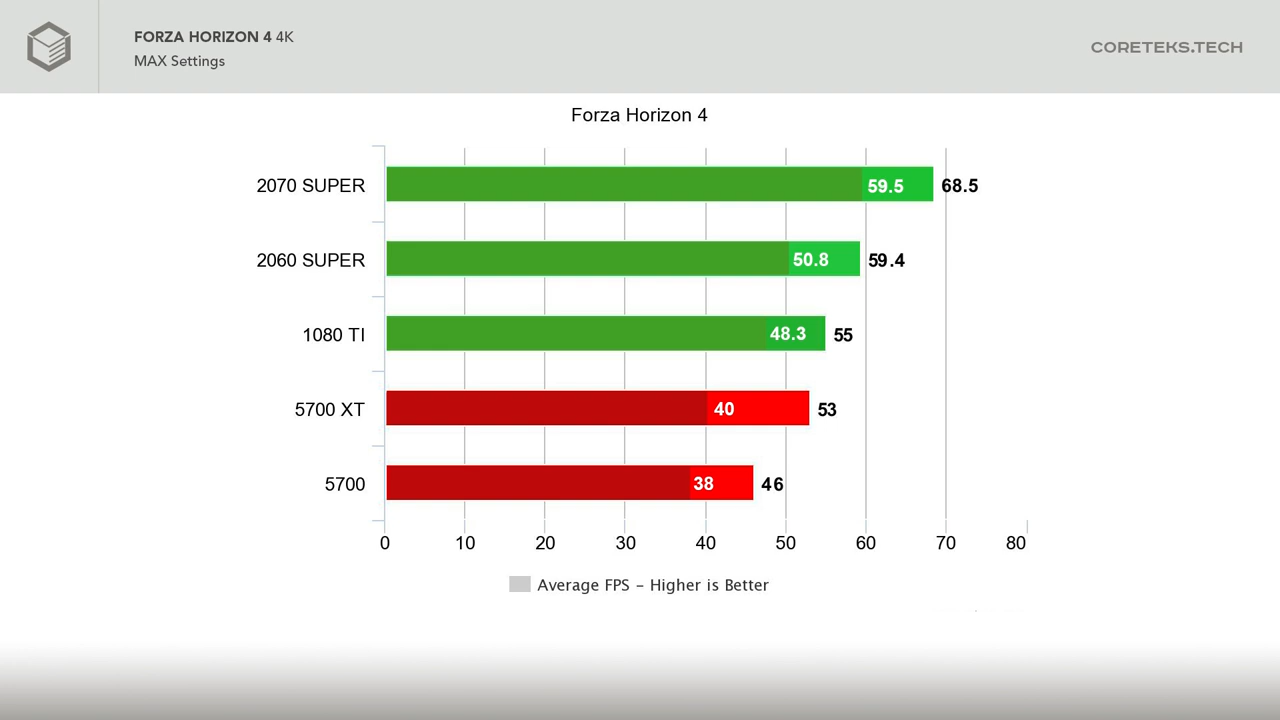 FORZA HORIZON 4 4K
MAX Settings
CORETEKS.TECH
Forza Horizon 4
2070 SUPER 59.5 68.5
2060 SUPER 50.8 59.4
1080 TI 48.3 55
5700 XT 40 53
5700 38 46
0 10 20 30 40 50 60 70 80
Average FPS – Higher is Better